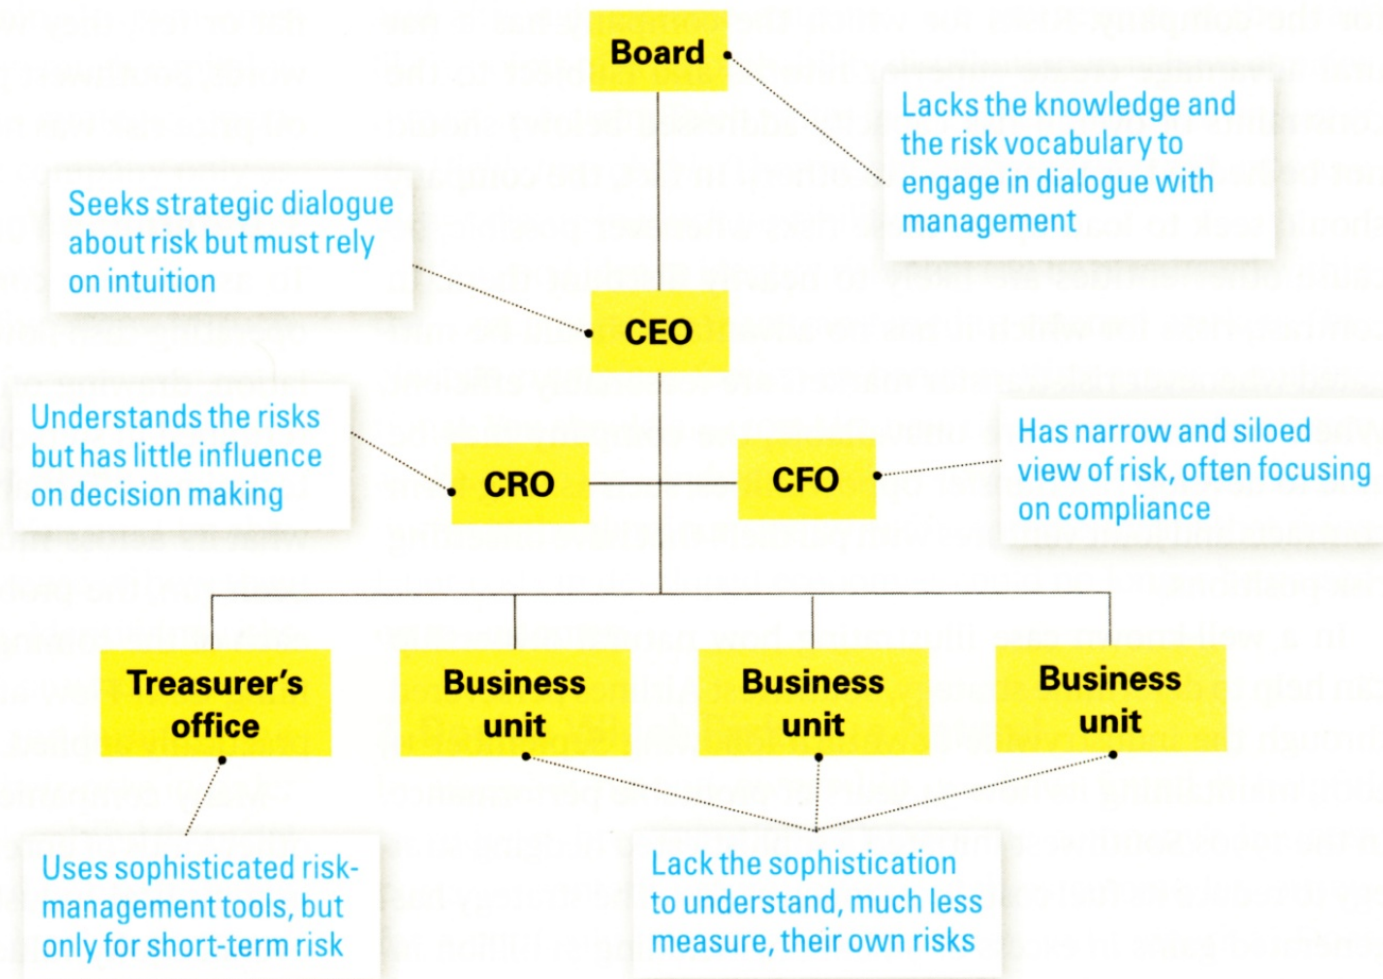 Board
Lacks the knowledge and
the risk vocabulary to
engage in dialogue with
management
Seeks strategic dialogue
about risk but must rely
on intuition
CEO
Understands the risks
but has little influence
on decision making
CRO
CFO
Has narrow and siloed
view of risk, often focusing
on compliance
Treasurer's
office
Business
unit
Business
unit
Business
unit
Uses sophisticated risk-
management tools, but
only for short-term risk
Lack the sophistication
to understand, much less
measure, their own risks